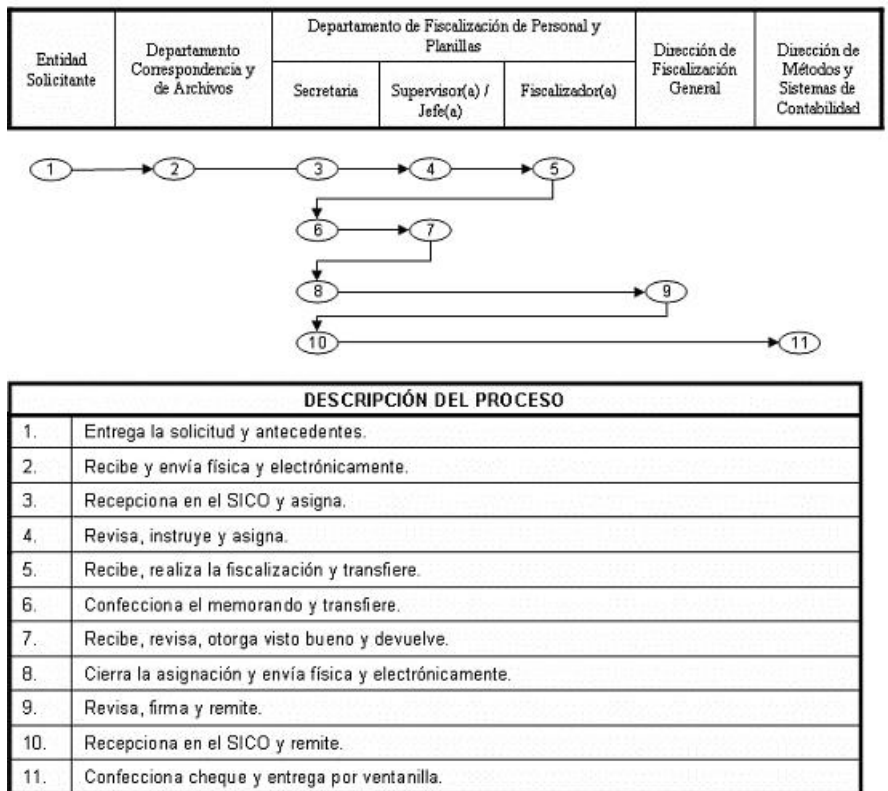 Entidad
Solicitante
Departamento
Correspondencia y
de Archivos
Departamento de Fiscalización de Personal y
Planillas
Secretaria
Supervisor(a) /
Jefe(a)
Fiscalizador(a)
Dirección de
Fiscalización
General
Dirección de
Métodos y
Sistemas de
Contabilidad
1 2 3 4 5
6 7
8 9
10 11
DESCRIPCIÓN DEL PROCESO
1. Entrega la solicitud y antecedentes.
2. Recibe y envía física y electrónicamente.
3. Recepciona en el SICO y asigna.
4. Revisa, instruye y asigna.
5. Recibe, realiza la fiscalización y transfiere.
6. Confecciona el memorando y transfiere.
7. Recibe, revisa, otorga visto bueno y devuelve.
8. Cierra la asignación y envía física y electrónicamente.
9. Revisa, firma y remite.
10. Recepciona en el SICO y remite.
11. Confecciona cheque y entrega por ventanilla.